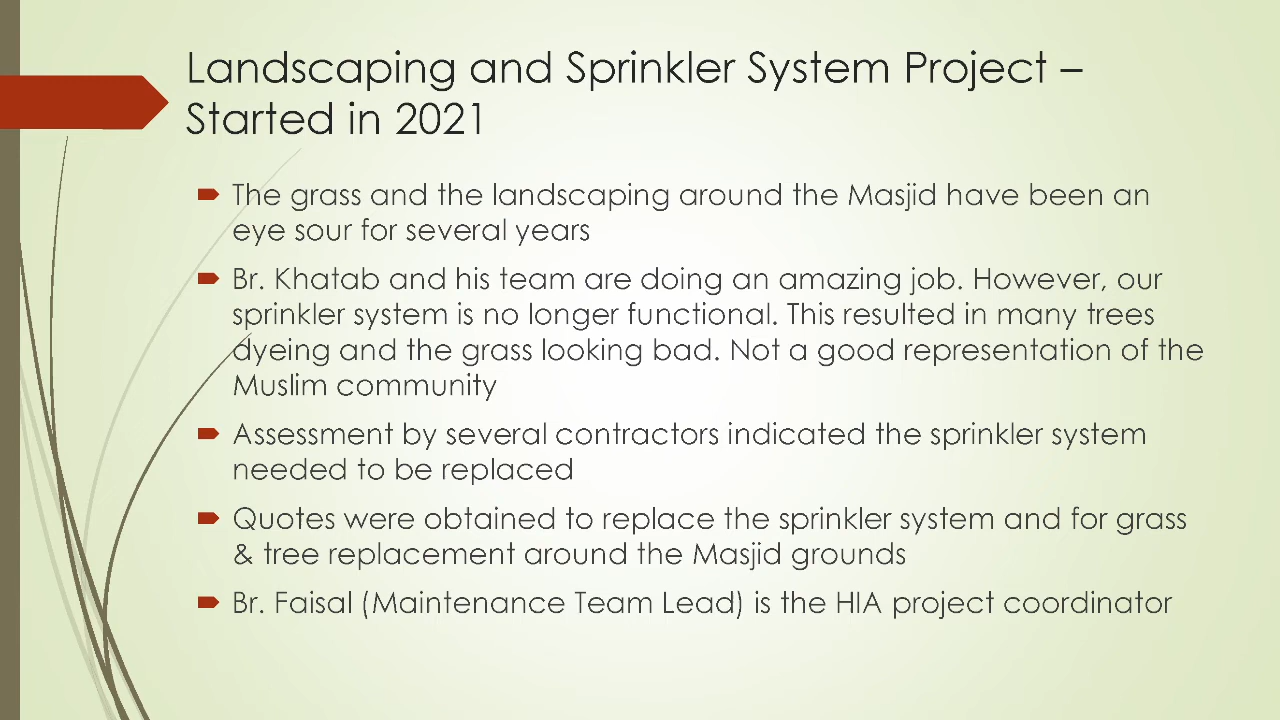 Landscaping and Sprinkler System Project –
Started in 2021
The grass and the landscaping around the Masjid have been an
eye sour for several years
Br. Khatab and his team are doing an amazing job. However, our
sprinkler system is no longer functional. This resulted in many trees
dyeing and the grass looking bad. Not a good representation of the
Muslim community
Assessment by several contractors indicated the sprinkler system
needed to be replaced
Quotes were obtained to replace the sprinkler system and for grass
& tree replacement around the Masjid grounds
Br. Faisal (Maintenance Team Lead) is the HIA project coordinator